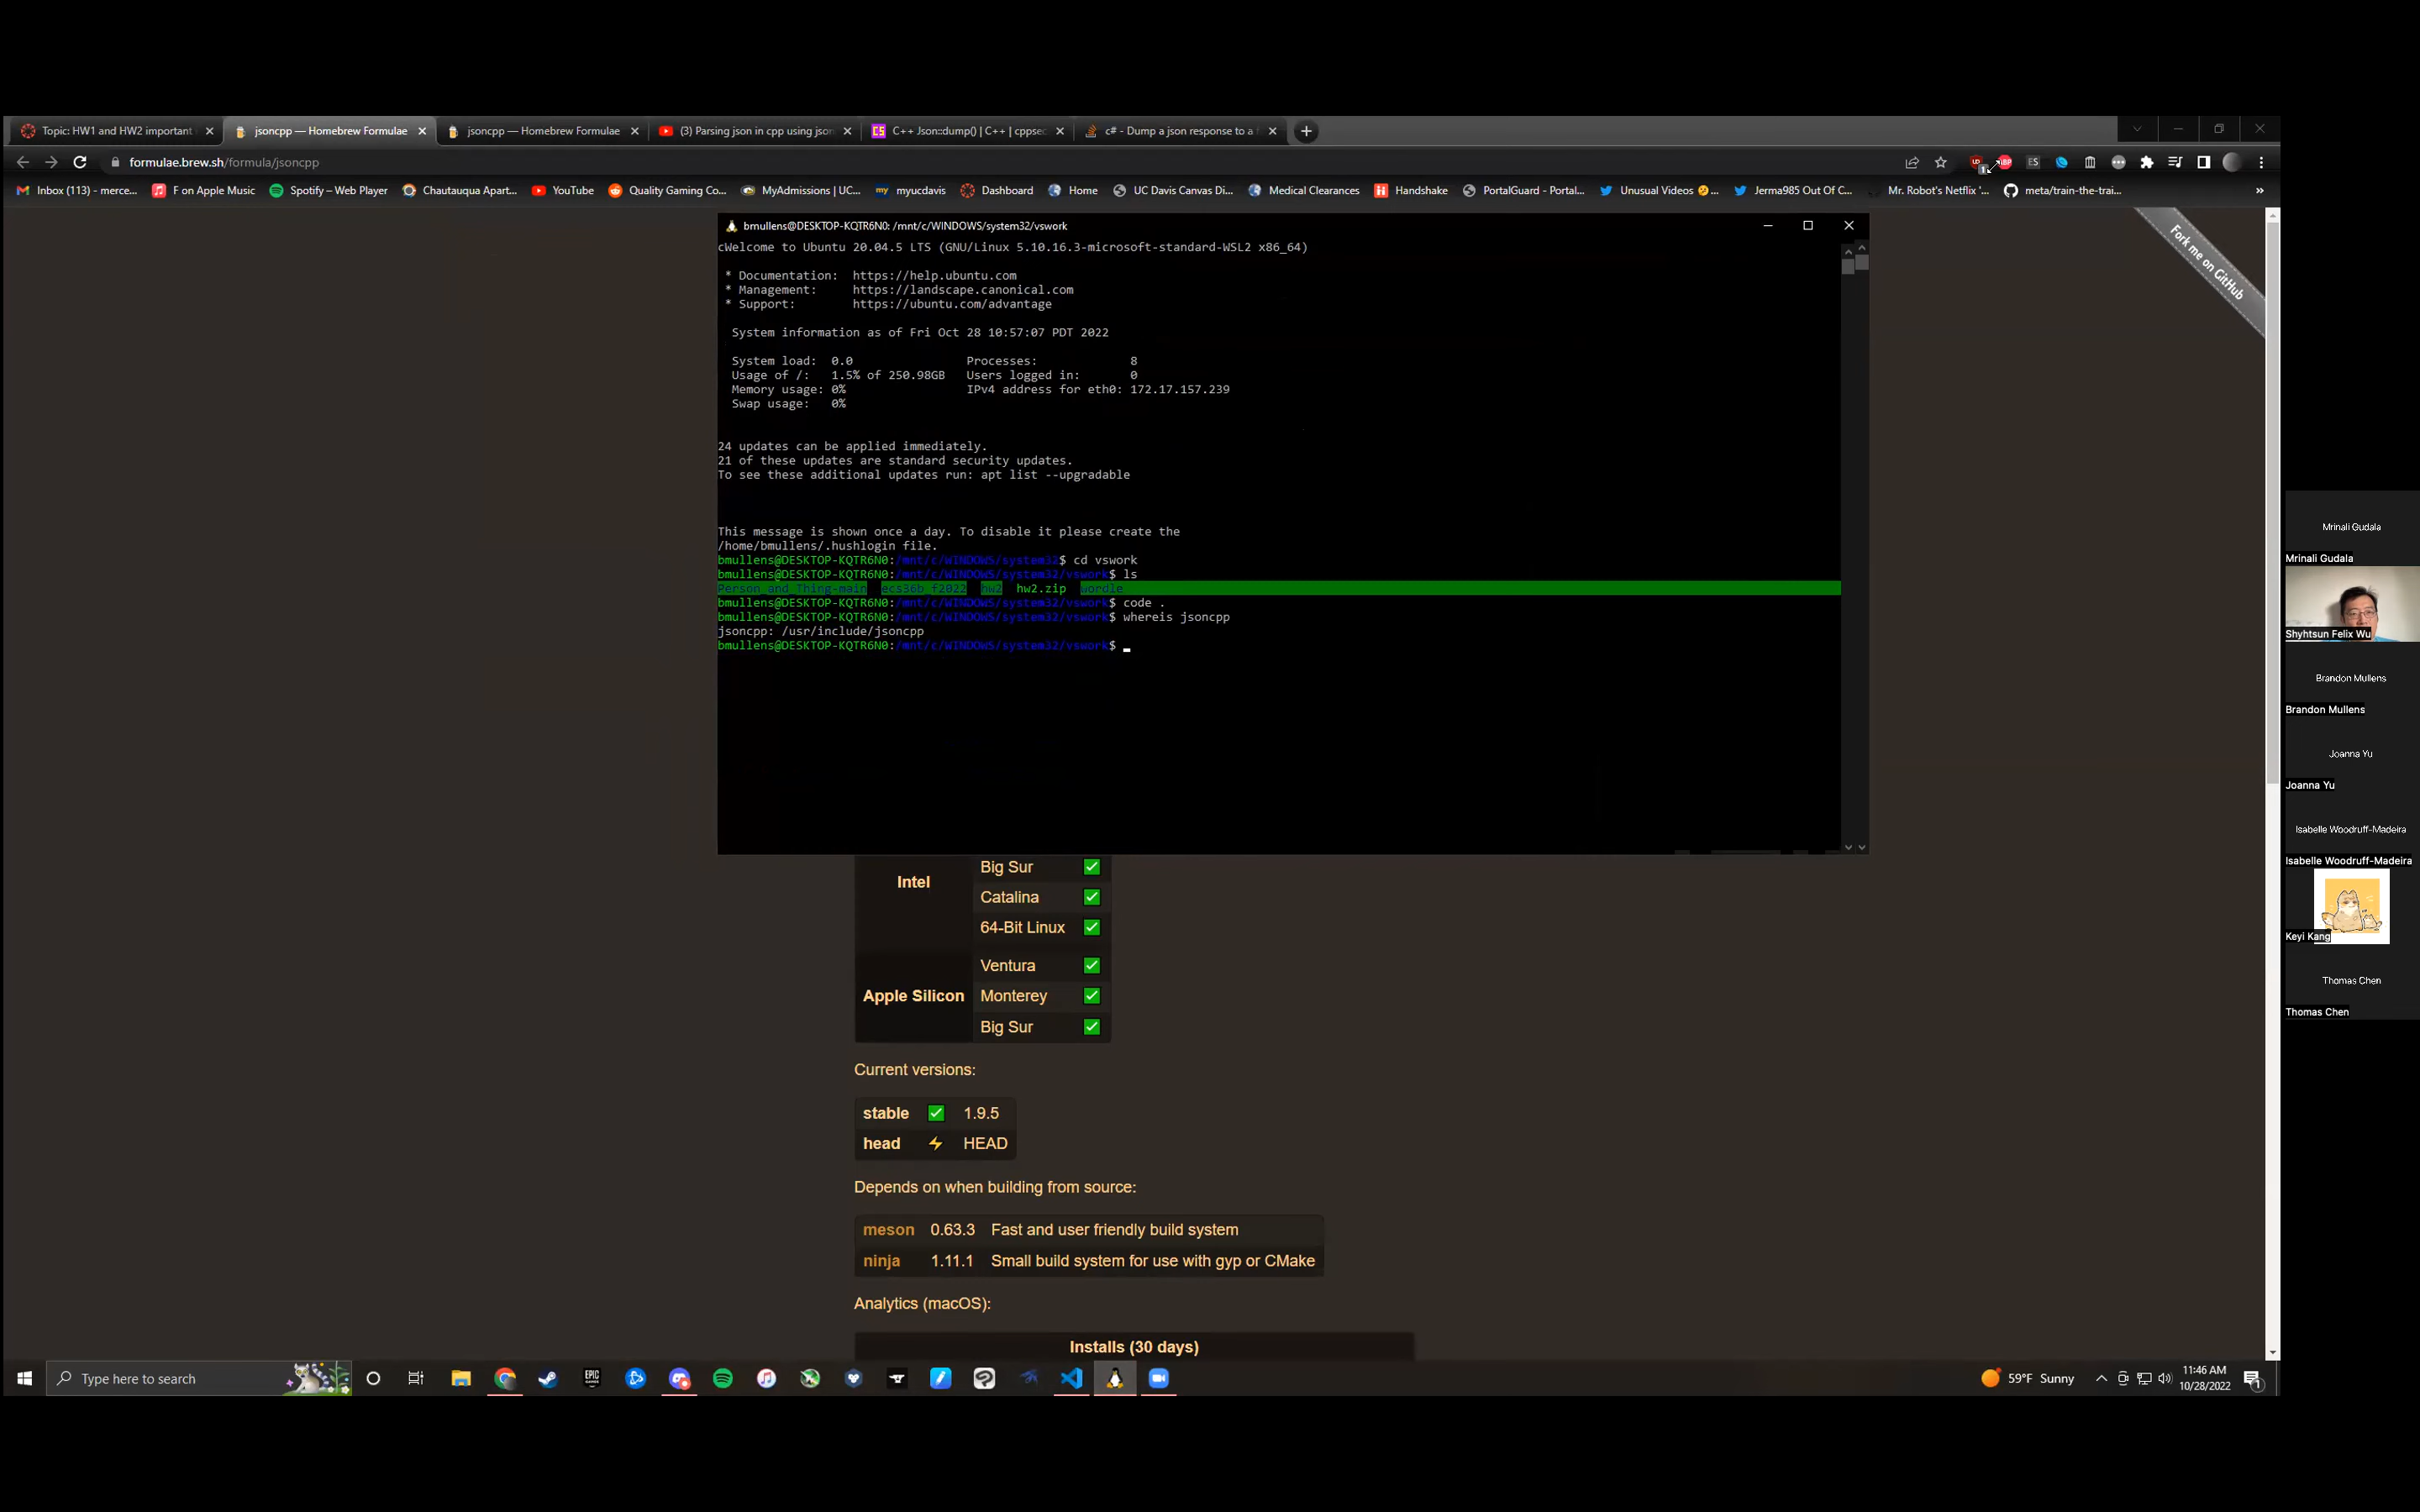 Topic: HW1 and HW2 important
jsoncpp — Homebrew Formulae
jsoncpp — Homebrew Formulae
(3) Parsing json in cpp using json
C++ Json::dump() | C++ | cppsec
c# - Dump a json response to a f
formulae.brew.sh/formula/jsoncpp
Inbox (113) - merce...
F on Apple Music
Spotify – Web Player
Chautauqua Apart...
YouTube
Quality Gaming Co...
MyAdmissions | UC...
myucdavis
Dashboard
Home
UC Davis Canvas Di...
Medical Clearances
Handshake
PortalGuard - Portal...
Unusual Videos 🫤...
Jerma985 Out Of C...
Mr. Robot's Netflix '...
meta/train-the-trai...
»
Fork me on GitHub
bmullens@DESKTOP-KQTR6N0: /mnt/c/WINDOWS/system32/vswork
cWelcome to Ubuntu 20.04.5 LTS (GNU/Linux 5.10.16.3-microsoft-standard-WSL2 x86_64)
* Documentation: https://help.ubuntu.com
* Management: https://landscape.canonical.com
* Support: https://ubuntu.com/advantage
System information as of Fri Oct 28 10:57:07 PDT 2022
System load: 0.0 Processes: 8
Usage of /: 1.5% of 250.98GB Users logged in: 0
Memory usage: 0% IPv4 address for eth0: 172.17.157.239
Swap usage: 0%
24 updates can be applied immediately.
21 of these updates are standard security updates.
To see these additional updates run: apt list --upgradable
This message is shown once a day. To disable it please create the
/home/bmullens/.hushlogin file.
bmullens@DESKTOP-KQTR6N0:/mnt/c/WINDOWS/system32$ cd vswork
bmullens@DESKTOP-KQTR6N0:/mnt/c/WINDOWS/system32/vswork$ ls
Person and Thing-main ecs36b_f2022 hw2 hw2.zip wordle
bmullens@DESKTOP-KQTR6N0:/mnt/c/WINDOWS/system32/vswork$ code .
bmullens@DESKTOP-KQTR6N0:/mnt/c/WINDOWS/system32/vswork$ whereis jsoncpp
jsoncpp: /usr/include/jsoncpp
bmullens@DESKTOP-KQTR6N0:/mnt/c/WINDOWS/system32/vswork$ _
Intel
Big Sur
Catalina
64-Bit Linux
Apple Silicon
Ventura
Monterey
Big Sur
Current versions:
stable 1.9.5
head HEAD
Depends on when building from source:
meson 0.63.3 Fast and user friendly build system
ninja 1.11.1 Small build system for use with gyp or CMake
Analytics (macOS):
Installs (30 days)
Mrinali Gudala
Mrinali Gudala
Shyhtsun Felix Wu
Brandon Mullens
Brandon Mullens
Joanna Yu
Joanna Yu
Isabelle Woodruff-Madeira
Isabelle Woodruff-Madeira
Keyi Kang
Thomas Chen
Thomas Chen
Type here to search
EPIC
59°F Sunny
11:46 AM
10/28/2022
1